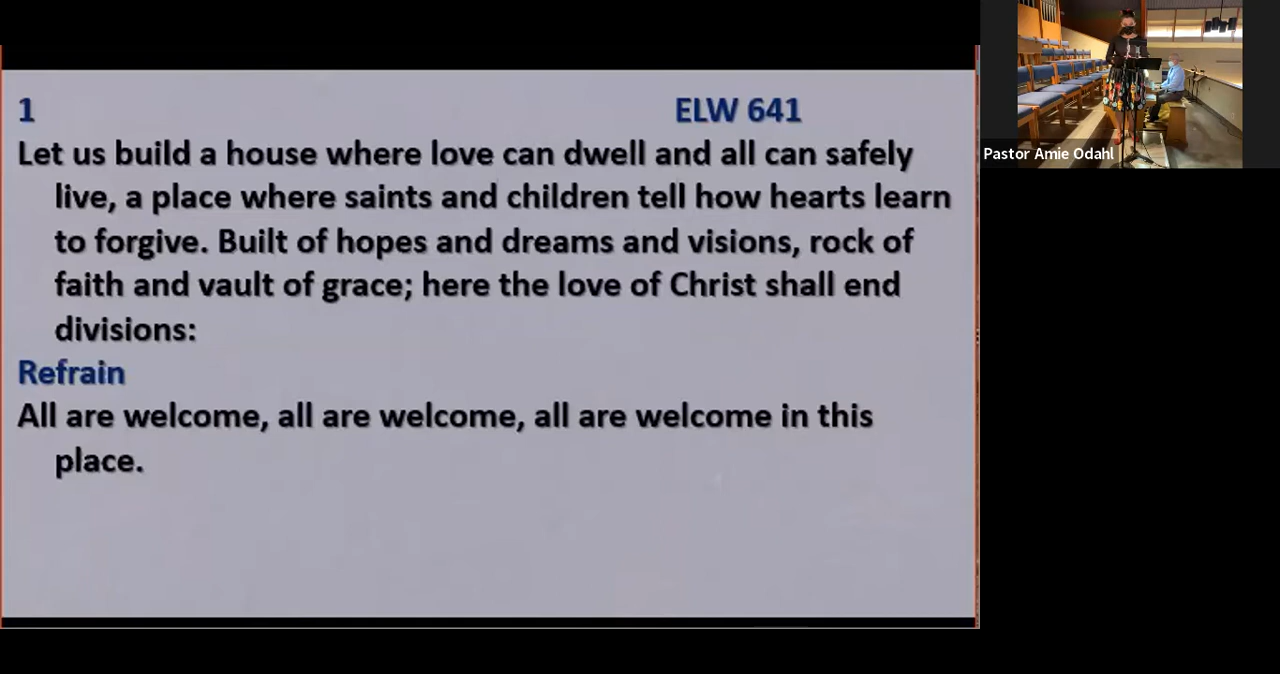 1 ELW 641
Let us build a house where love can dwell and all can safely
live, a place where saints and children tell how hearts learn
to forgive. Built of hopes and dreams and visions, rock of
faith and vault of grace; here the love of Christ shall end
divisions:
Refrain
All are welcome, all are welcome, all are welcome in this
place.
Pastor Amie Odahl